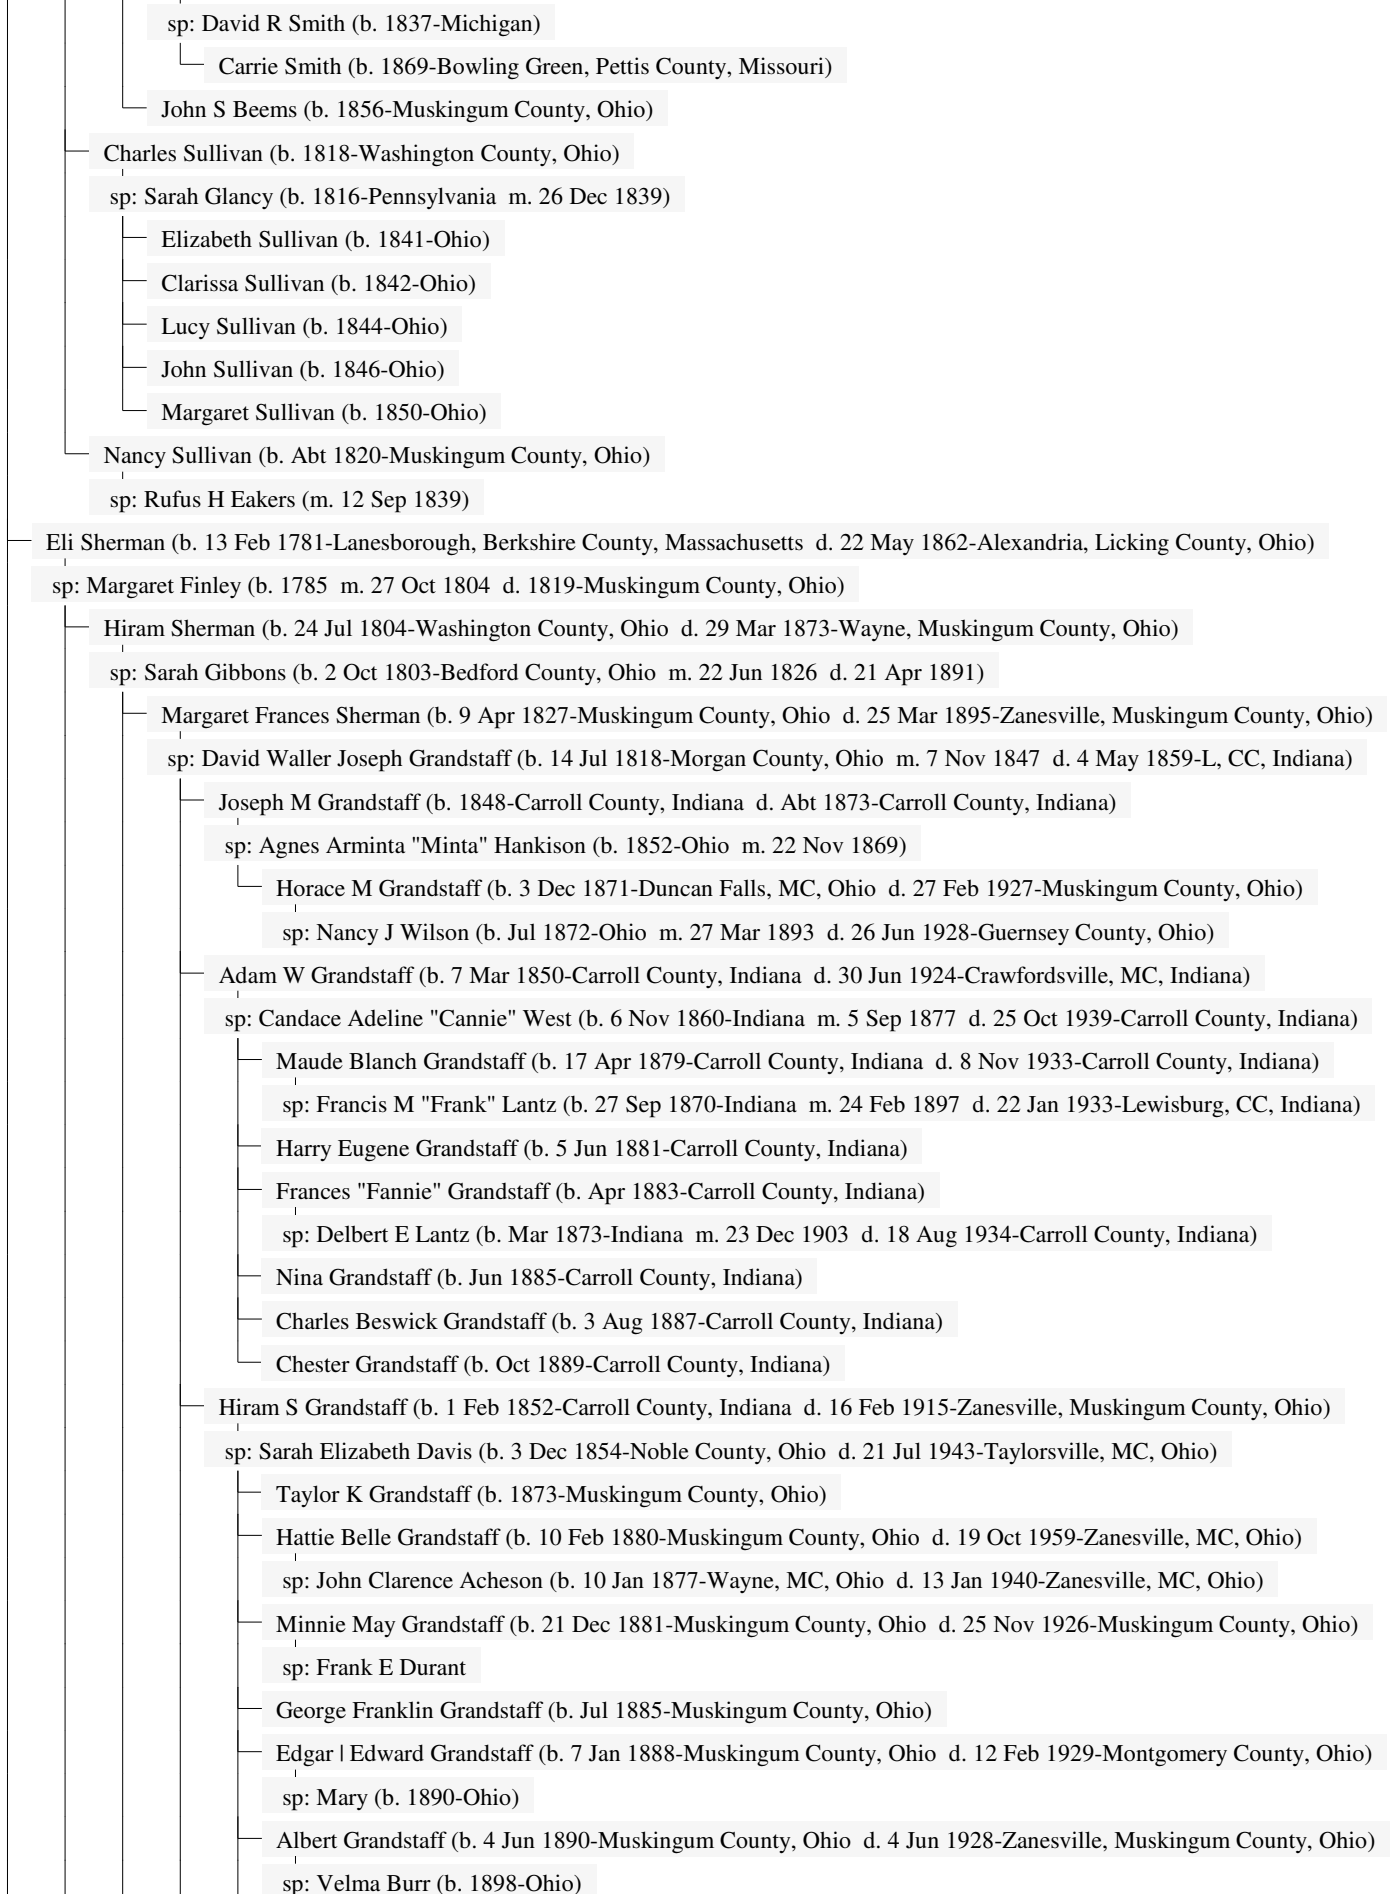 sp: David R Smith (b. 1837-Michigan)
Carrie Smith (b. 1869-Bowling Green, Pettis County, Missouri)
John S Beems (b. 1856-Muskingum County, Ohio)
Charles Sullivan (b. 1818-Washington County, Ohio)
sp: Sarah Glancy (b. 1816-Pennsylvania  m. 26 Dec 1839)
Elizabeth Sullivan (b. 1841-Ohio)
Clarissa Sullivan (b. 1842-Ohio)
Lucy Sullivan (b. 1844-Ohio)
John Sullivan (b. 1846-Ohio)
Margaret Sullivan (b. 1850-Ohio)
Nancy Sullivan (b. Abt 1820-Muskingum County, Ohio)
sp: Rufus H Eakers (m. 12 Sep 1839)
Eli Sherman (b. 13 Feb 1781-Lanesborough, Berkshire County, Massachusetts  d. 22 May 1862-Alexandria, Licking County, Ohio)
sp: Margaret Finley (b. 1785  m. 27 Oct 1804  d. 1819-Muskingum County, Ohio)
Hiram Sherman (b. 24 Jul 1804-Washington County, Ohio  d. 29 Mar 1873-Wayne, Muskingum County, Ohio)
sp: Sarah Gibbons (b. 2 Oct 1803-Bedford County, Ohio  m. 22 Jun 1826  d. 21 Apr 1891)
Margaret Frances Sherman (b. 9 Apr 1827-Muskingum County, Ohio  d. 25 Mar 1895-Zanesville, Muskingum County, Ohio)
sp: David Waller Joseph Grandstaff (b. 14 Jul 1818-Morgan County, Ohio  m. 7 Nov 1847  d. 4 May 1859-L, CC, Indiana)
Joseph M Grandstaff (b. 1848-Carroll County, Indiana  d. Abt 1873-Carroll County, Indiana)
sp: Agnes Arminta "Minta" Hankison (b. 1852-Ohio  m. 22 Nov 1869)
Horace M Grandstaff (b. 3 Dec 1871-Duncan Falls, MC, Ohio  d. 27 Feb 1927-Muskingum County, Ohio)
sp: Nancy J Wilson (b. Jul 1872-Ohio  m. 27 Mar 1893  d. 26 Jun 1928-Guernsey County, Ohio)
Adam W Grandstaff (b. 7 Mar 1850-Carroll County, Indiana  d. 30 Jun 1924-Crawfordsville, MC, Indiana)
sp: Candace Adeline "Cannie" West (b. 6 Nov 1860-Indiana  m. 5 Sep 1877  d. 25 Oct 1939-Carroll County, Indiana)
Maude Blanch Grandstaff (b. 17 Apr 1879-Carroll County, Indiana  d. 8 Nov 1933-Carroll County, Indiana)
sp: Francis M "Frank" Lantz (b. 27 Sep 1870-Indiana  m. 24 Feb 1897  d. 22 Jan 1933-Lewisburg, CC, Indiana)
Harry Eugene Grandstaff (b. 5 Jun 1881-Carroll County, Indiana)
Frances "Fannie" Grandstaff (b. Apr 1883-Carroll County, Indiana)
sp: Delbert E Lantz (b. Mar 1873-Indiana  m. 23 Dec 1903  d. 18 Aug 1934-Carroll County, Indiana)
Nina Grandstaff (b. Jun 1885-Carroll County, Indiana)
Charles Beswick Grandstaff (b. 3 Aug 1887-Carroll County, Indiana)
Chester Grandstaff (b. Oct 1889-Carroll County, Indiana)
Hiram S Grandstaff (b. 1 Feb 1852-Carroll County, Indiana  d. 16 Feb 1915-Zanesville, Muskingum County, Ohio)
sp: Sarah Elizabeth Davis (b. 3 Dec 1854-Noble County, Ohio  d. 21 Jul 1943-Taylorsville, MC, Ohio)
Taylor K Grandstaff (b. 1873-Muskingum County, Ohio)
Hattie Belle Grandstaff (b. 10 Feb 1880-Muskingum County, Ohio  d. 19 Oct 1959-Zanesville, MC, Ohio)
sp: John Clarence Acheson (b. 10 Jan 1877-Wayne, MC, Ohio  d. 13 Jan 1940-Zanesville, MC, Ohio)
Minnie May Grandstaff (b. 21 Dec 1881-Muskingum County, Ohio  d. 25 Nov 1926-Muskingum County, Ohio)
sp: Frank E Durant
George Franklin Grandstaff (b. Jul 1885-Muskingum County, Ohio)
Edgar | Edward Grandstaff (b. 7 Jan 1888-Muskingum County, Ohio  d. 12 Feb 1929-Montgomery County, Ohio)
sp: Mary (b. 1890-Ohio)
Albert Grandstaff (b. 4 Jun 1890-Muskingum County, Ohio  d. 4 Jun 1928-Zanesville, Muskingum County, Ohio)
sp: Velma Burr (b. 1898-Ohio)